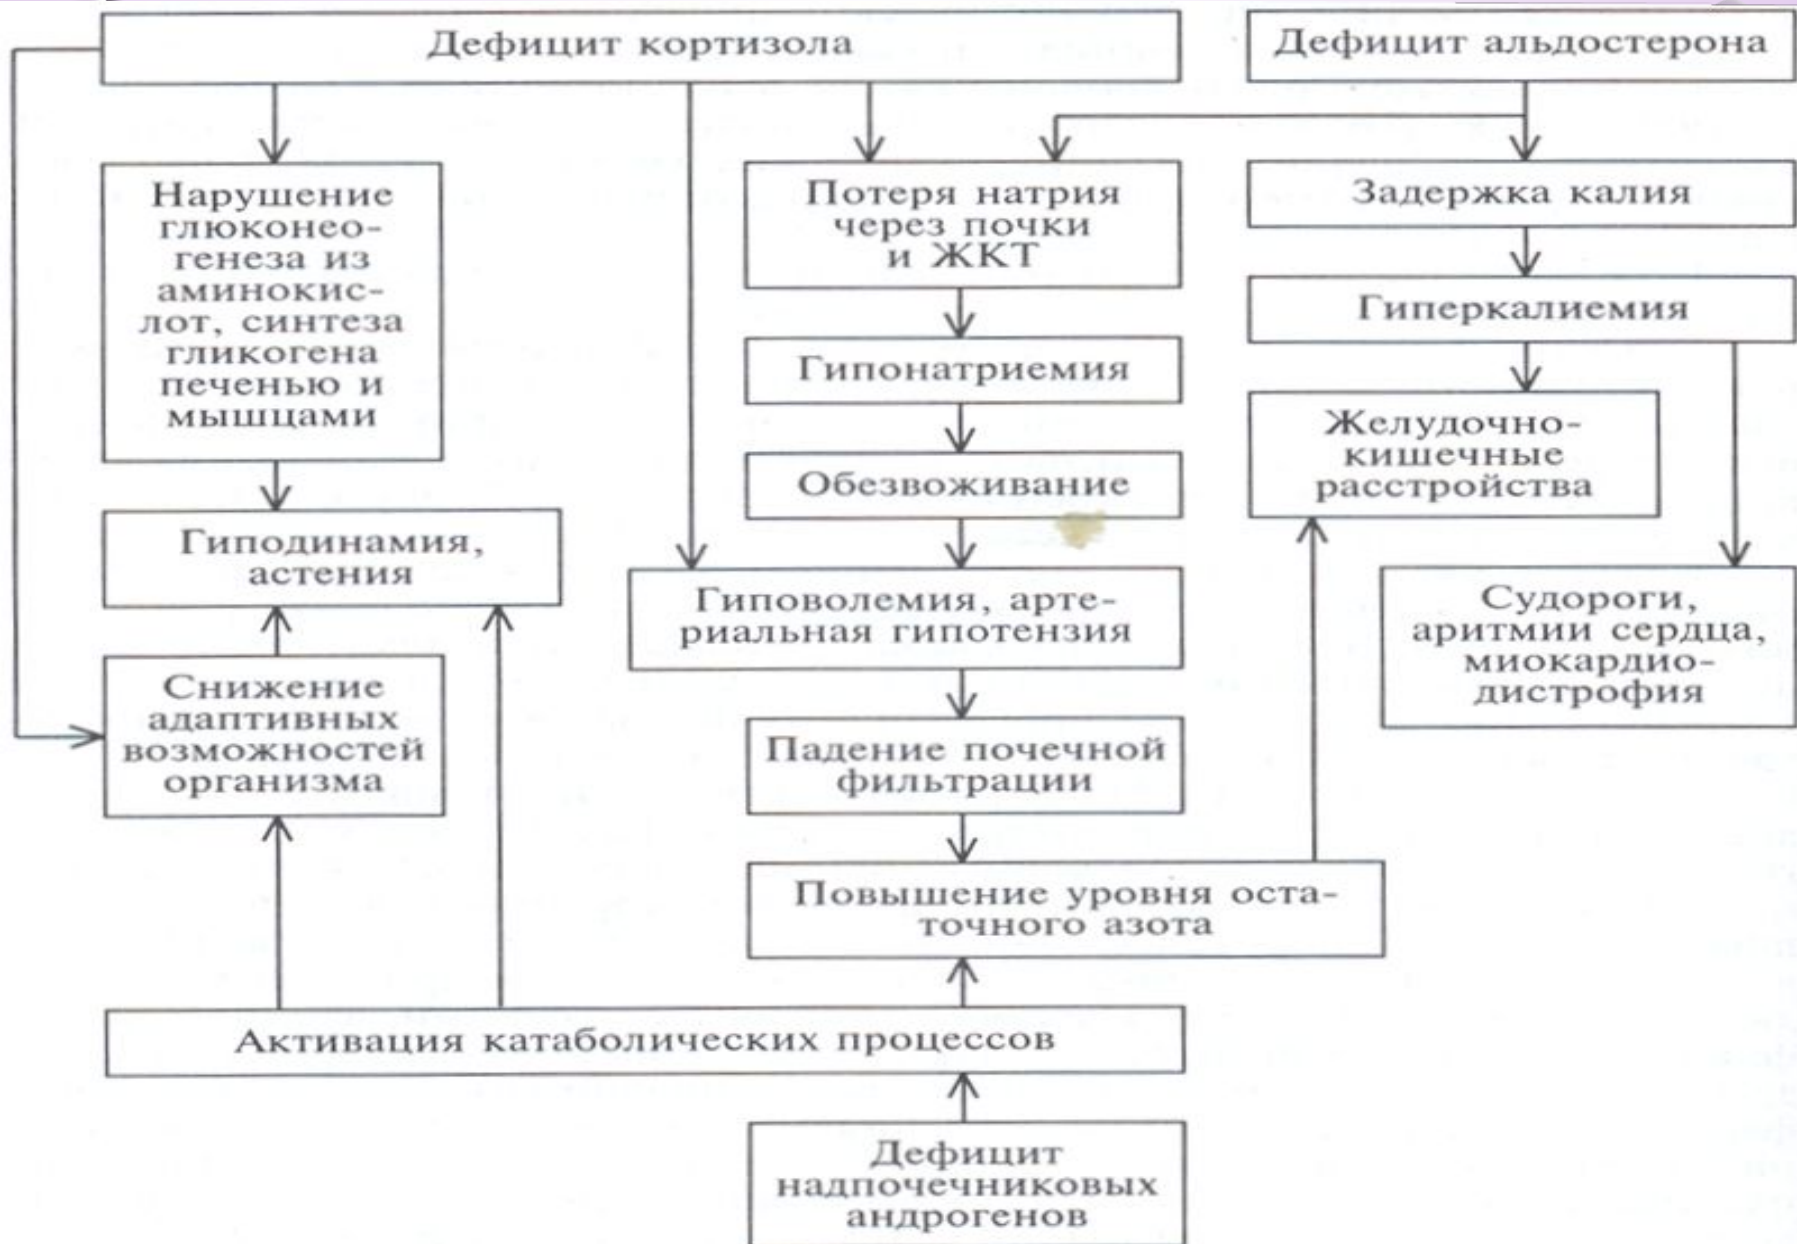 Дефицит кортизола
Дефицит альдостерона
Нарушение
глюконео-
генеза из
аминокис-
лот, синтеза
гликогена
печенью и
мышцами
Потеря натрия
через почки
и ЖКТ
Задержка калия
Гиперкалиемия
Гипонатриемия
Желудочно-
кишечные
расстройства
Обезвоживание
Гиподинамия,
астения
Гиповолемия, арте-
риальная гипотензия
Судороги,
аритмии сердца,
миокардио-
дистрофия
Снижение
адаптивных
возможностей
организма
Падение почечной
фильтрации
Повышение уровня оста-
точного азота
Активация катаболических процессов
Дефицит
надпочечниковых
андрогенов